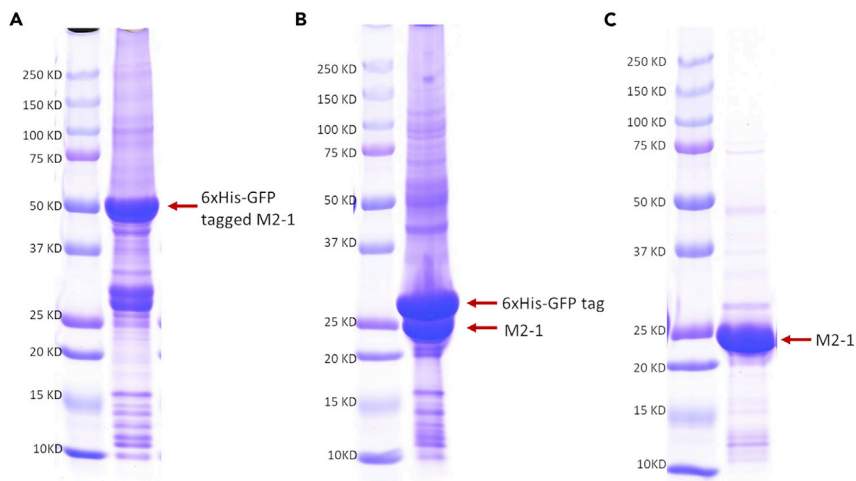 A
250 KD
150 KD
100 KD
75 KD
50 KD
37 KD
25 KD
20 KD
15 KD
10KD
6xHis-GFP
tagged M2-1
B
250 KD
150 KD
100 KD
75 KD
50 KD
37 KD
25 KD
20 KD
15 KD
10 KD
6xHis-GFP tag
M2-1
C
250 KD
150 KD
100 KD
75 KD
50 KD
37 KD
25 KD
20 KD
15 KD
10KD
M2-1